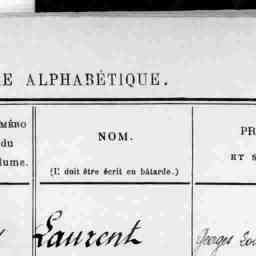 E ALPHABÉTIQUE.
MÉRO
du
lume.
NOM.
(Il doit être écrit en bâtarde.)
PR
ET S
Laurent
Georges